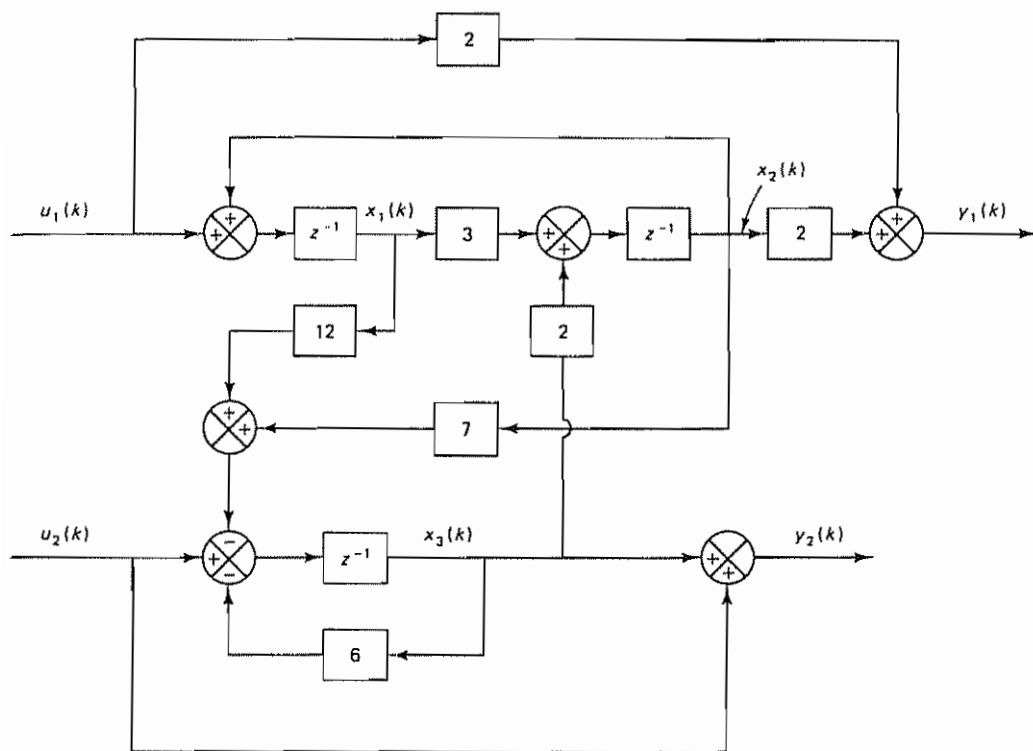 2
x₂(k)
u₁(k)
+
+
z⁻¹
x₁(k)
3
+
+
z⁻¹
2
+
+
y₁(k)
12
2
+
+
7
u₂(k)
−
+
−
z⁻¹
x₃(k)
+
+
y₂(k)
6